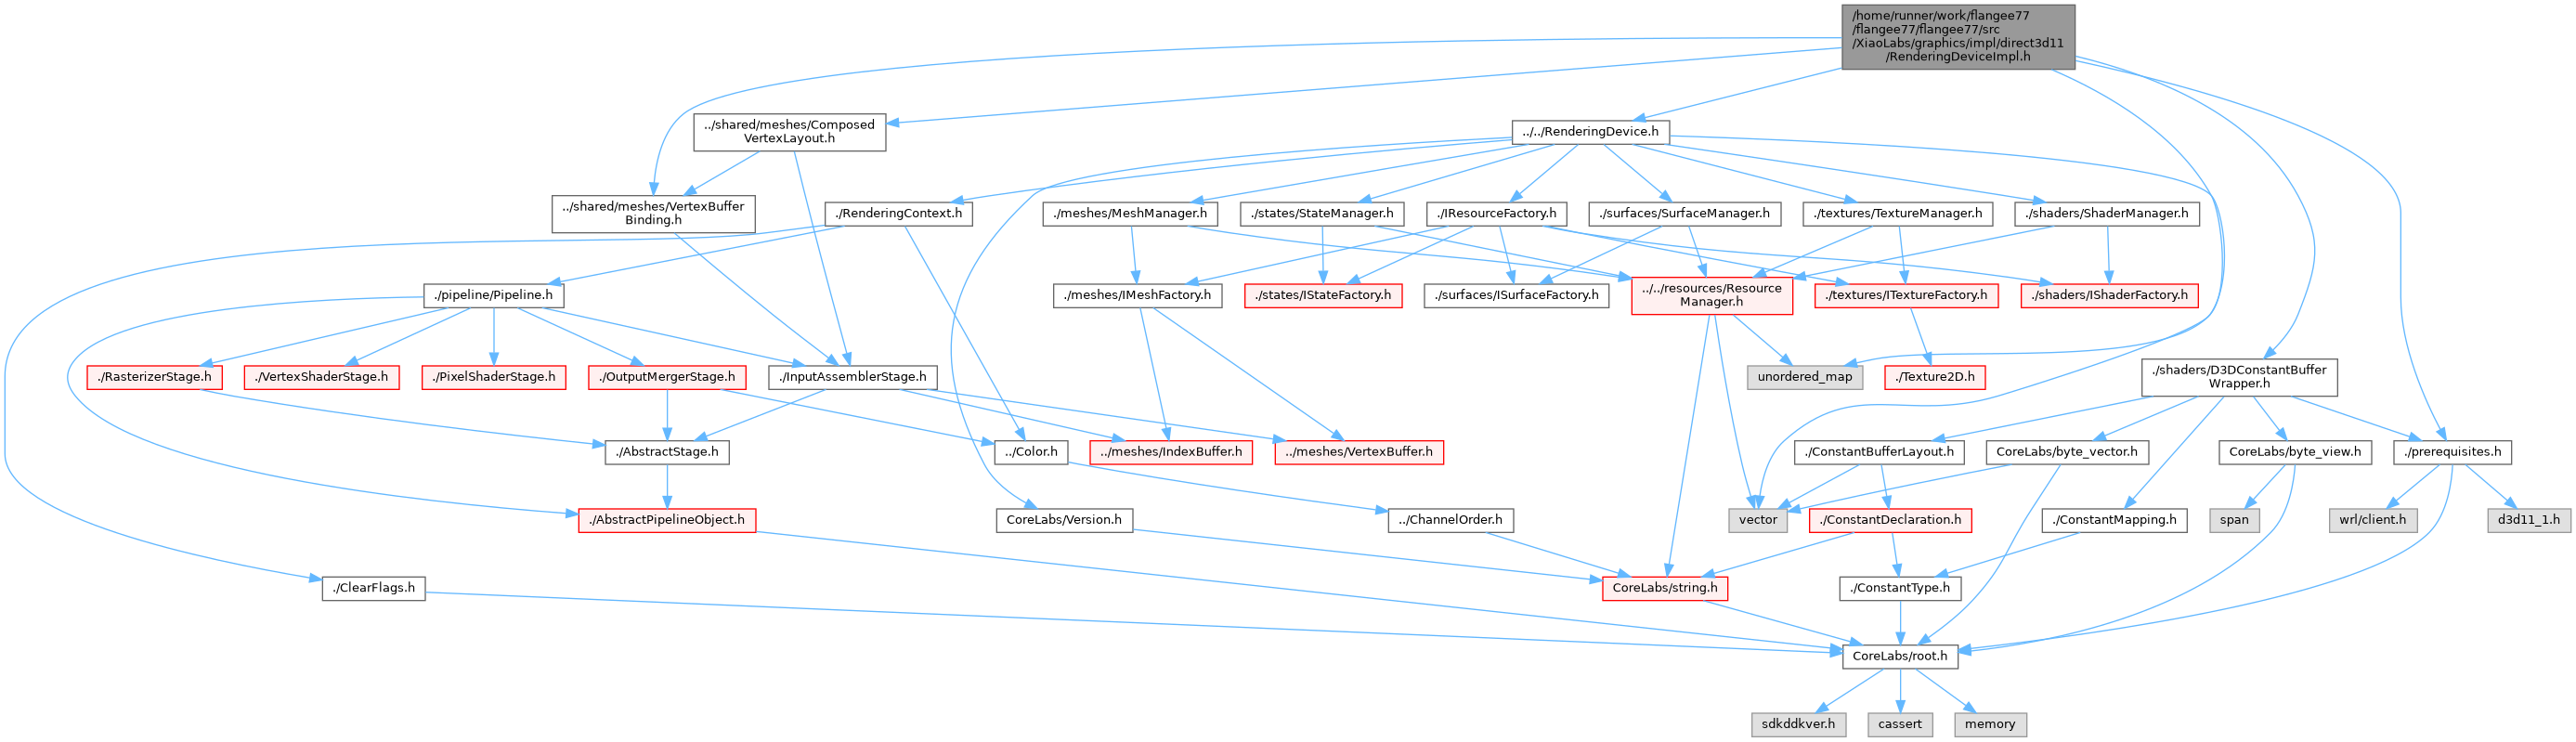 /home/runner/work/flangee77
/flangee77/flangee77/src
/XiaoLabs/graphics/impl/direct3d11
/RenderingDeviceImpl.h
../shared/meshes/Composed
VertexLayout.h
../../RenderingDevice.h
../shared/meshes/VertexBuffer
Binding.h
./RenderingContext.h
./meshes/MeshManager.h
./states/StateManager.h
./IResourceFactory.h
./surfaces/SurfaceManager.h
./textures/TextureManager.h
./shaders/ShaderManager.h
./pipeline/Pipeline.h
./meshes/IMeshFactory.h
./states/IStateFactory.h
./surfaces/ISurfaceFactory.h
../../resources/Resource
Manager.h
./textures/ITextureFactory.h
./shaders/IShaderFactory.h
./RasterizerStage.h
./VertexShaderStage.h
./PixelShaderStage.h
./OutputMergerStage.h
./InputAssemblerStage.h
unordered_map
./Texture2D.h
./shaders/D3DConstantBuffer
Wrapper.h
./AbstractStage.h
../Color.h
../meshes/IndexBuffer.h
../meshes/VertexBuffer.h
./ConstantBufferLayout.h
CoreLabs/byte_vector.h
CoreLabs/byte_view.h
./prerequisites.h
./AbstractPipelineObject.h
CoreLabs/Version.h
../ChannelOrder.h
vector
./ConstantDeclaration.h
./ConstantMapping.h
span
wrl/client.h
d3d11_1.h
./ClearFlags.h
CoreLabs/string.h
./ConstantType.h
CoreLabs/root.h
sdkddkver.h
cassert
memory